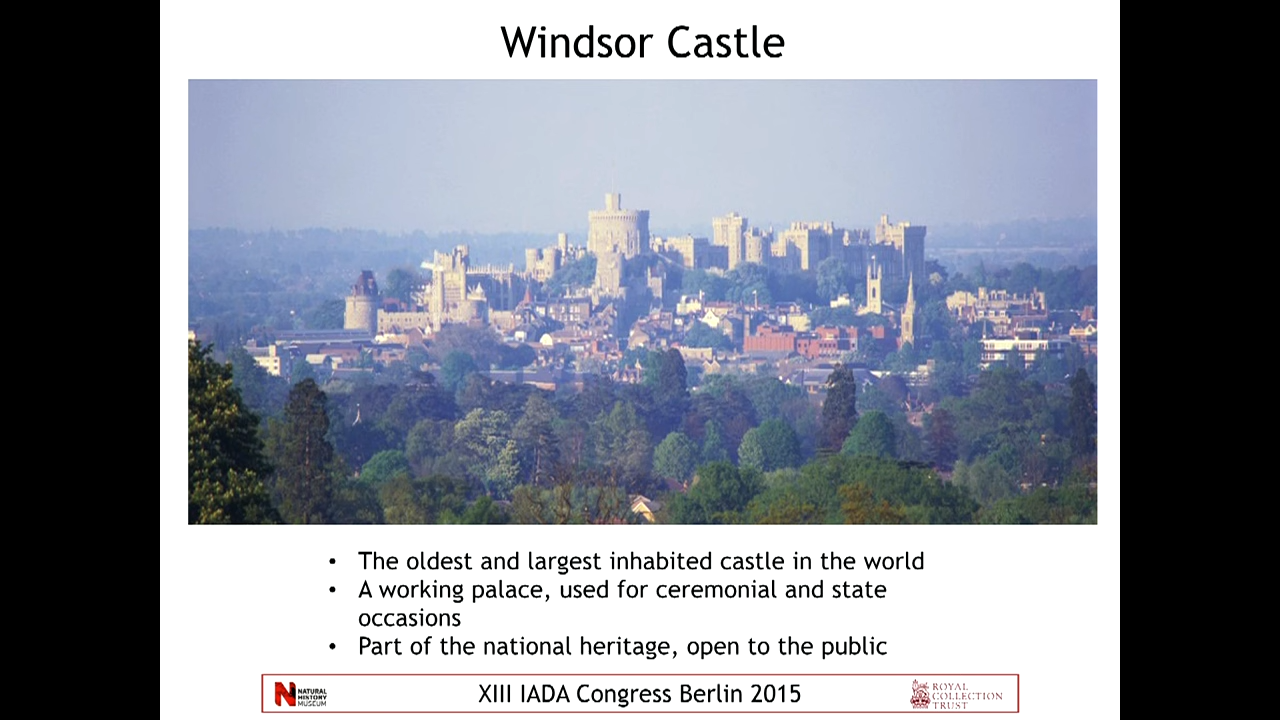 Windsor Castle
• The oldest and largest inhabited castle in the world
• A working palace, used for ceremonial and state
occasions
• Part of the national heritage, open to the public
NATURAL
HISTORY
MUSEUM
XIII IADA Congress Berlin 2015
ROYAL
COLLECTION
TRUST